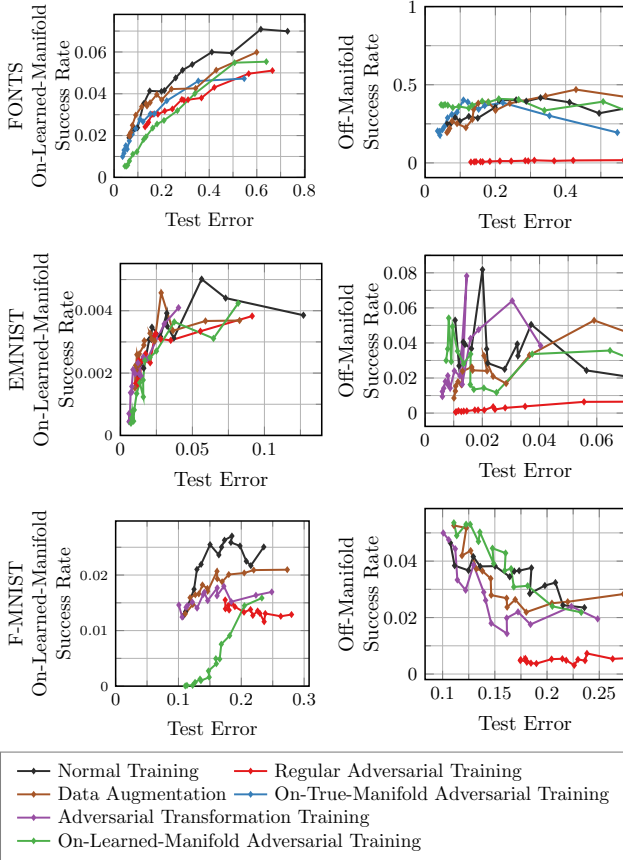 FONTS
On-Learned-Manifold
Success Rate
0.06
0.04
0.02
0
0 0.2 0.4 0.6 0.8
Test Error
Off-Manifold
Success Rate
1
0.5
0
0 0.2 0.4
Test Error
EMNIST
On-Learned-Manifold
Success Rate
0.004
0.002
0
0 0.05 0.1
Test Error
Off-Manifold
Success Rate
0.08
0.06
0.04
0.02
0
0 0.02 0.04 0.06
Test Error
F-MNIST
On-Learned-Manifold
Success Rate
0.02
0.01
0
0 0.1 0.2 0.3
Test Error
Off-Manifold
Success Rate
0.04
0.02
0
0.1 0.15 0.2 0.25
Test Error
Normal Training Regular Adversarial Training
Data Augmentation On-True-Manifold Adversarial Training
Adversarial Transformation Training
On-Learned-Manifold Adversarial Training